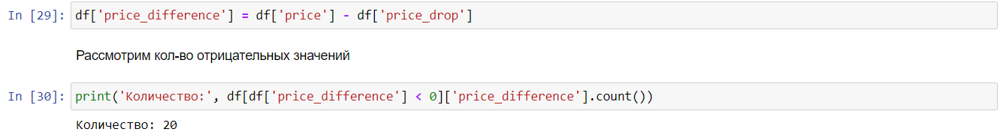 In [29]: df['price_difference'] = df['price'] - df['price_drop']
Рассмотрим кол-во отрицательных значений
In [30]: print('Количество:', df[df['price_difference'] < 0]['price_difference'].count())
Количество: 20